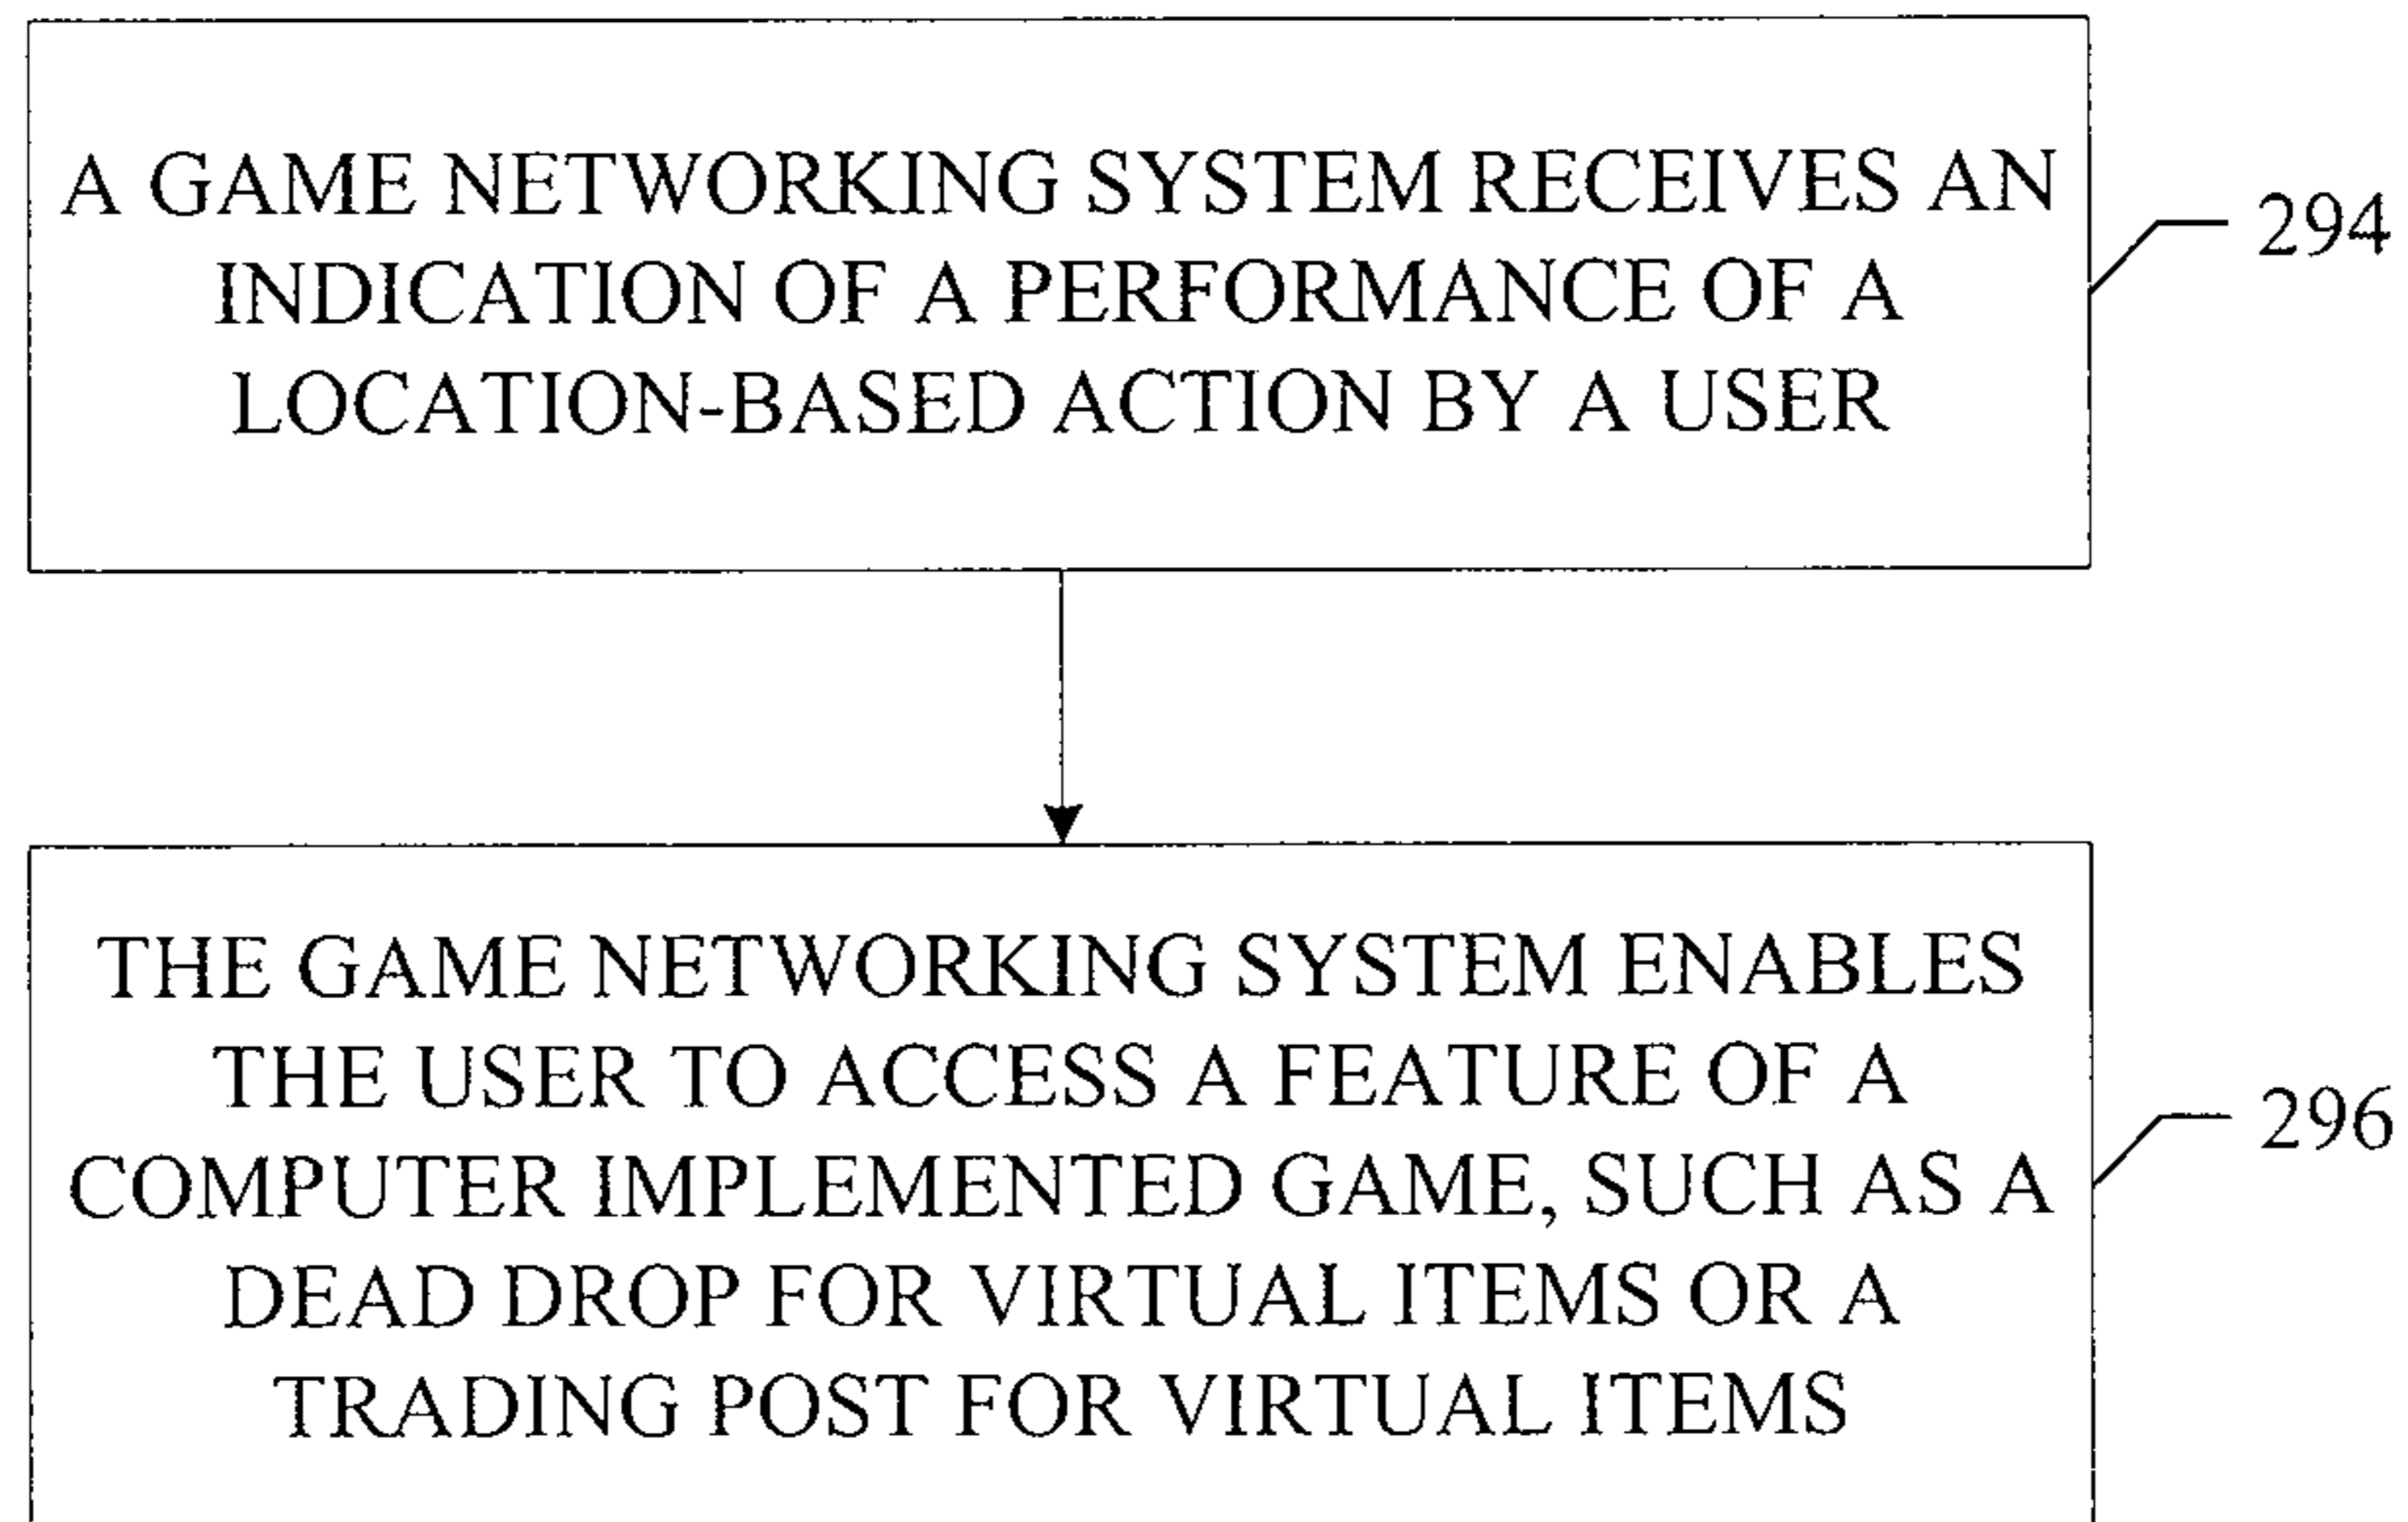 A GAME NETWORKING SYSTEM RECEIVES AN
INDICATION OF A PERFORMANCE OF A
LOCATION-BASED ACTION BY A USER
294
THE GAME NETWORKING SYSTEM ENABLES
THE USER TO ACCESS A FEATURE OF A
COMPUTER IMPLEMENTED GAME, SUCH AS A
DEAD DROP FOR VIRTUAL ITEMS OR A
TRADING POST FOR VIRTUAL ITEMS
296